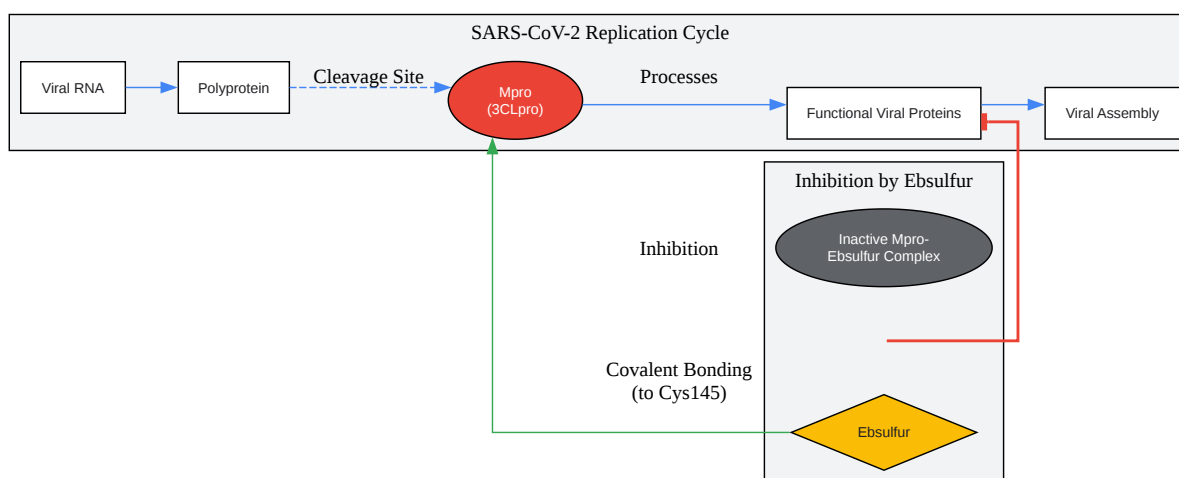 SARS-CoV-2 Replication Cycle
Viral RNA
Polyprotein
Cleavage Site
Mpro
(3CLpro)
Processes
Functional Viral Proteins
Viral Assembly
Inhibition by Ebsulfur
Inhibition
Inactive Mpro-
Ebsulfur Complex
Covalent Bonding
(to Cys145)
Ebsulfur